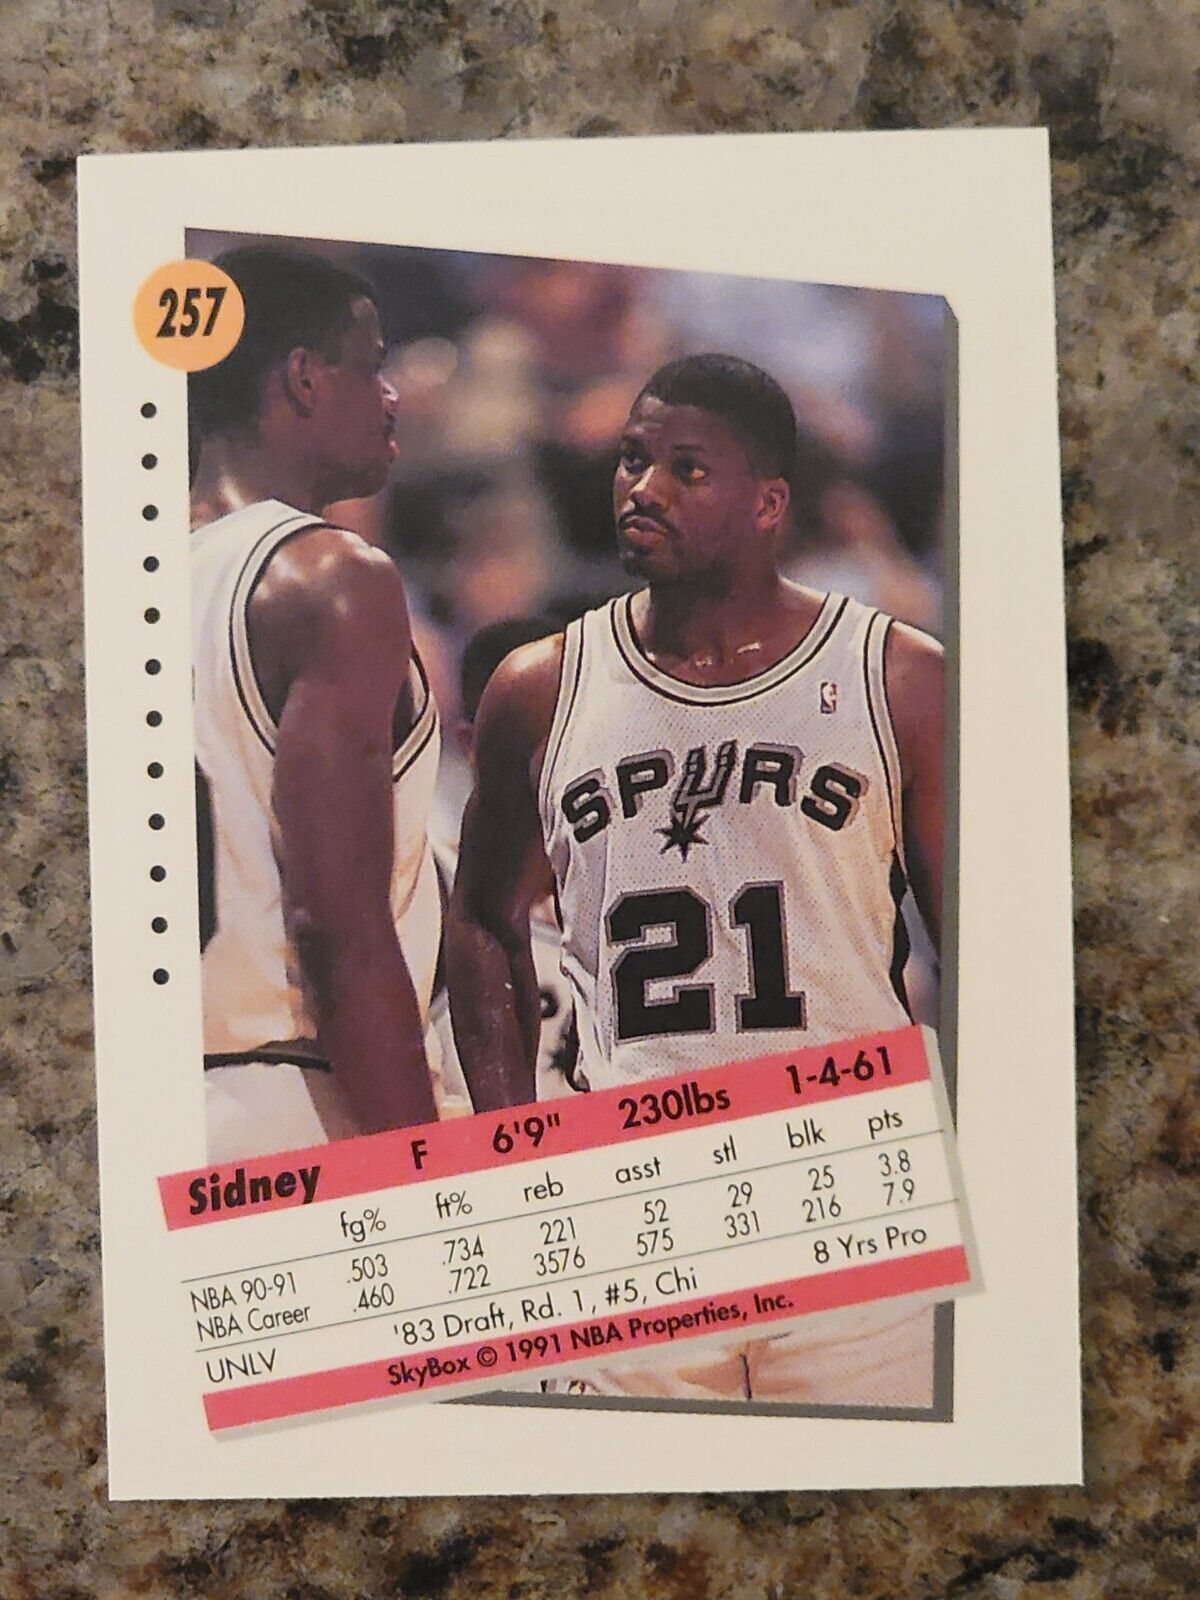 257
SPURS
21
Sidney F 6'9" 230lbs 1-4-61
fg% ft% reb asst stl blk pts
NBA 90-91 .503 .734 221 52 29 25 3.8
NBA Career .460 .722 3576 575 331 216 7.9
UNLV '83 Draft, Rd. 1, #5, Chi 8 Yrs Pro
SkyBox © 1991 NBA Properties, Inc.